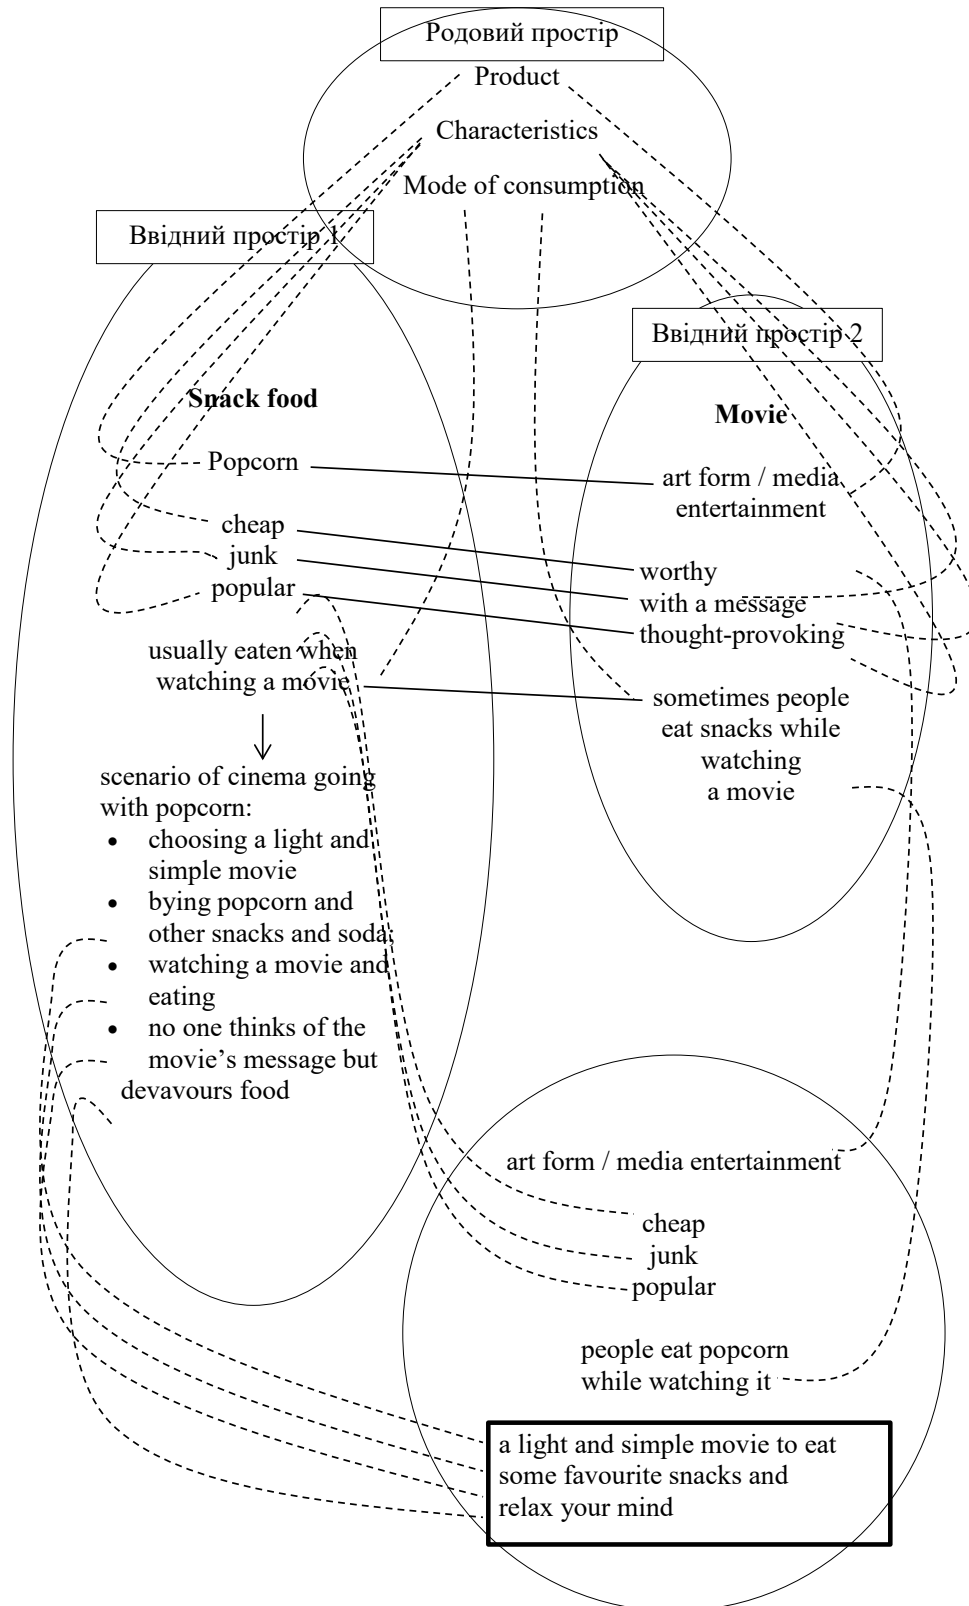 Родовий простір
Product
Characteristics
Mode of consumption
Ввідний простір 1
Snack food
Popcorn
cheap
junk
popular
usually eaten when
watching a movie
scenario of cinema going
with popcorn:
• choosing a light and
simple movie
• bying popcorn and
other snacks and soda;
• watching a movie and
eating
• no one thinks of the
movie’s message but
devavours food
Ввідний простір 2
Movie
art form / media
entertainment
worthy
with a message
thought-provoking
sometimes people
eat snacks while
watching
a movie
art form / media entertainment
cheap
junk
popular
people eat popcorn
while watching it
a light and simple movie to eat
some favourite snacks and
relax your mind